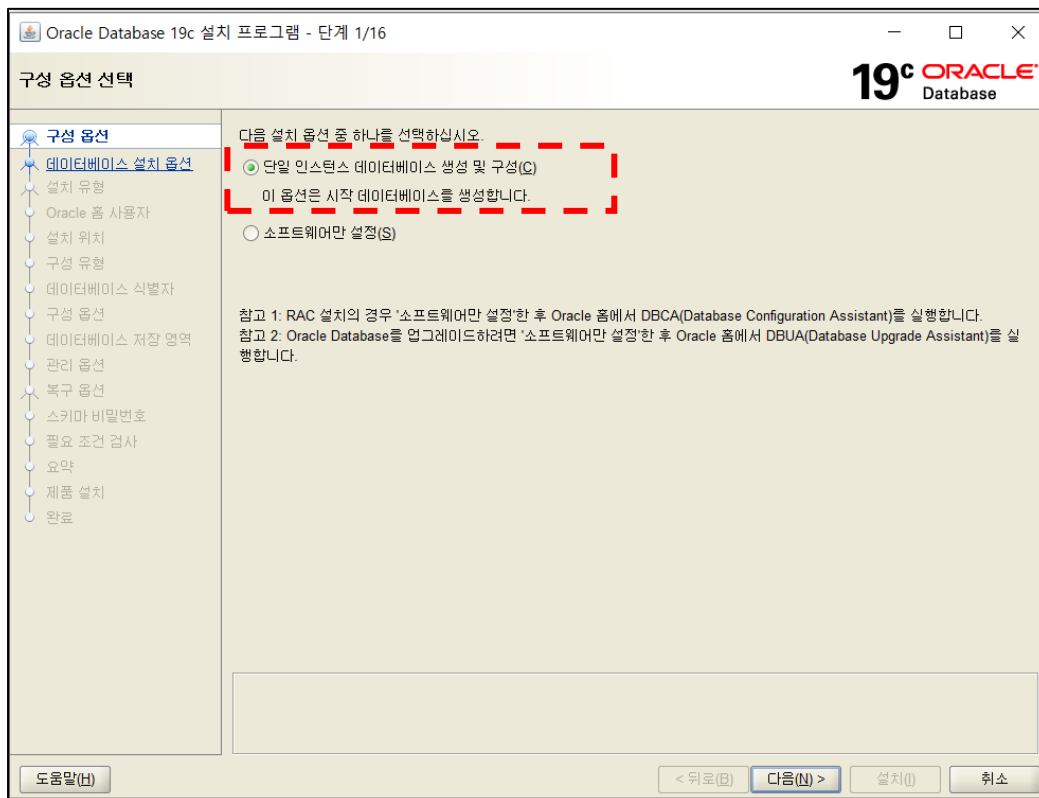 Oracle Database 19c 설치 프로그램 - 단계 1/16
구성 옵션 선택
19c ORACLE
Database
구성 옵션
데이터베이스 설치 옵션
설치 유형
Oracle 홈 사용자
설치 위치
구성 유형
데이터베이스 식별자
구성 옵션
데이터베이스 저장 영역
관리 옵션
복구 옵션
스키마 비밀번호
필요 조건 검사
요약
제품 설치
완료
다음 설치 옵션 중 하나를 선택하십시오.
단일 인스턴스 데이터베이스 생성 및 구성(C)
이 옵션은 시작 데이터베이스를 생성합니다.
소프트웨어만 설정(S)
참고 1: RAC 설치의 경우 '소프트웨어만 설정'한 후 Oracle 홈에서 DBCA(Database Configuration Assistant)를 실행합니다.
참고 2: Oracle Database를 업그레이드하려면 '소프트웨어만 설정'한 후 Oracle 홈에서 DBUA(Database Upgrade Assistant)를 실
행합니다.
도움말(H)
< 뒤로(B)
다음(N) >
설치(I)
취소